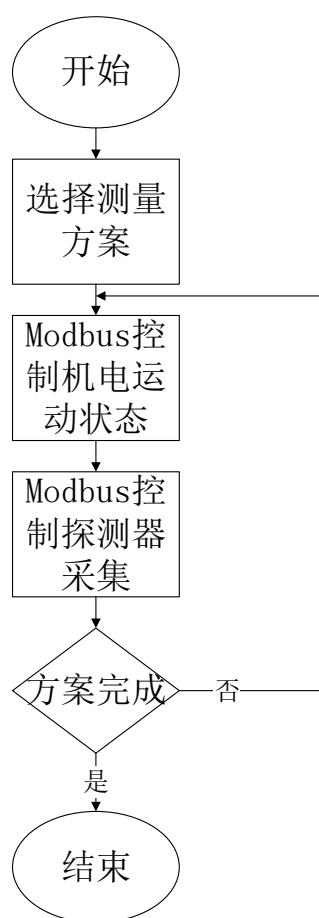 开始
选择测量
方案
Modbus控
制机电运
动状态
Modbus控
制探测器
采集
方案完成
否
是
结束